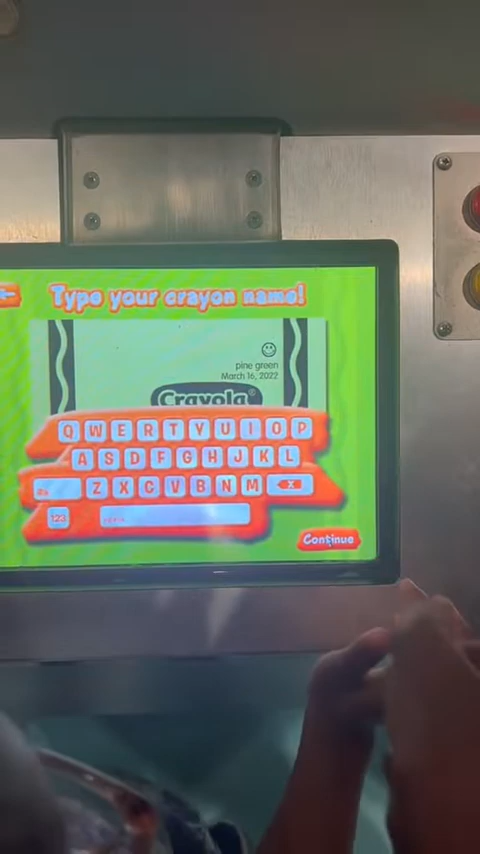 Type your crayon name!
pine green
March 16, 2022
Crayola
Q W E R T Y U I O P
A S D F G H J K L
Z X C V B N M X
123
Continue